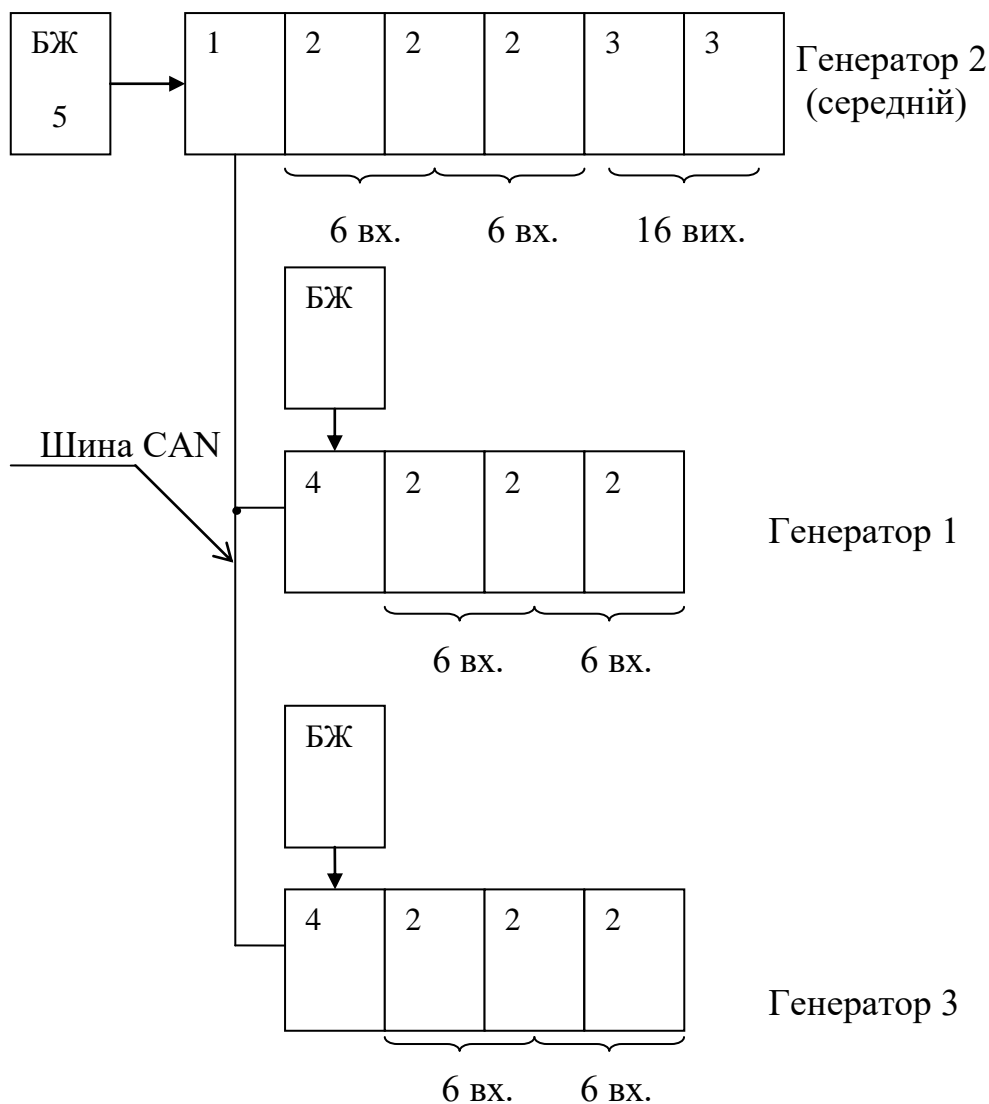 БЖ
5
1 2 2 2 3 3
Генератор 2
(середній)
6 вх. 6 вх. 16 вих.
БЖ
Шина CAN
4 2 2 2
Генератор 1
6 вх. 6 вх.
БЖ
4 2 2 2
Генератор 3
6 вх. 6 вх.